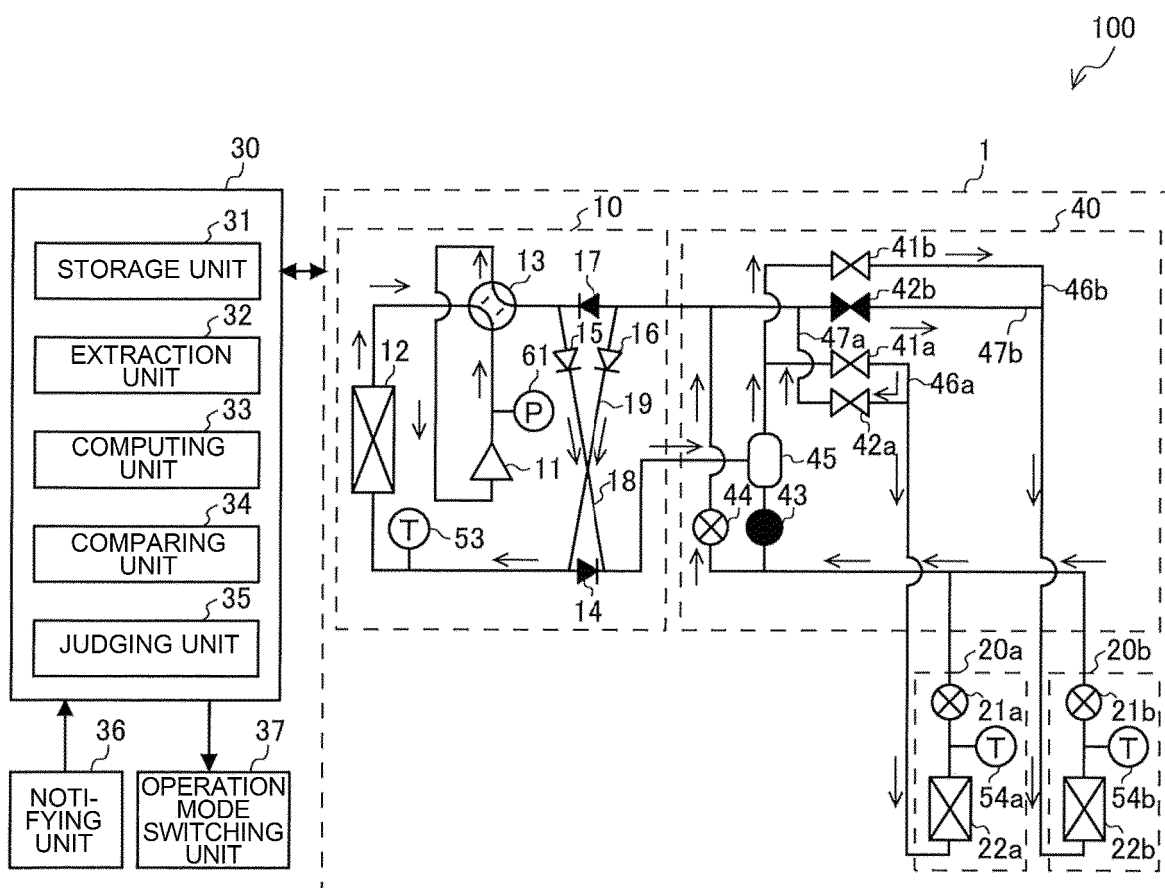 100
30
1
10
40
31
STORAGE UNIT
32
EXTRACTION
UNIT
33
COMPUTING
UNIT
34
COMPARING
UNIT
35
JUDGING UNIT
36
NOTI-
FYING
UNIT
37
OPERATION
MODE
SWITCHING
UNIT
13
17
15
16
12
61
P
19
11
18
T
53
14
41b
42b
46b
47a
41a
47b
46a
42a
45
44
43
20a
20b
21a
21b
T
T
54a
54b
22a
22b